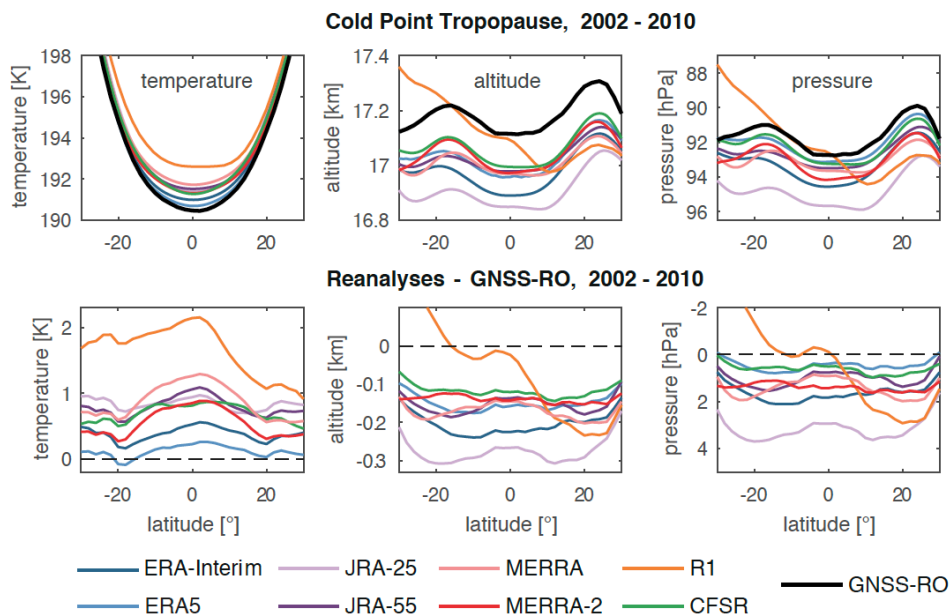 Cold Point Tropopause, 2002 - 2010
temperature [K]
198
196
194
192
190
temperature
-20
0
20
altitude [km]
17.4
17.2
17
16.8
altitude
-20
0
20
pressure [hPa]
88
90
92
94
96
pressure
-20
0
20
Reanalyses - GNSS-RO, 2002 - 2010
temperature [K]
2
1
0
-20
0
20
latitude [°]
altitude [km]
0
-0.1
-0.2
-0.3
-20
0
20
latitude [°]
pressure [hPa]
-2
0
2
4
-20
0
20
latitude [°]
ERA-Interim
JRA-25
MERRA
R1
GNSS-RO
ERA5
JRA-55
MERRA-2
CFSR